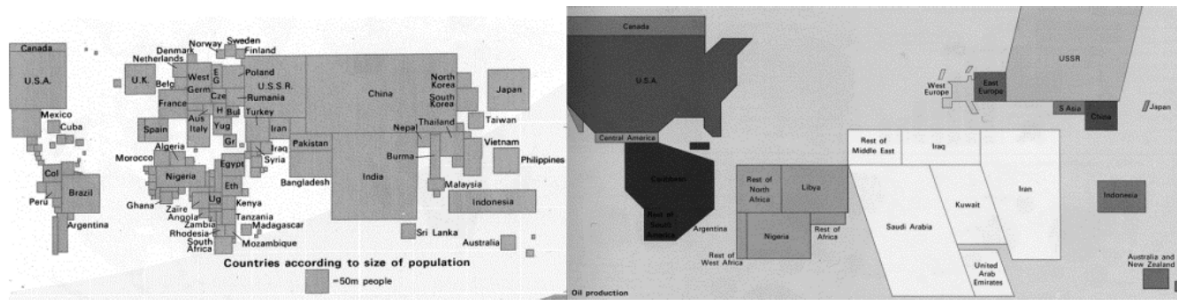 Canada
U.S.A.
Mexico
Cuba
Col
Peru
Brazil
Argentina
Norway
Sweden
Finland
Denmark
Netherlands
U.K.
West
Germ
E
G
Poland
Belg
France
Cze
Rumania
U.S.S.R.
Aus
Italy
H
Bul
Turkey
Spain
Yug
Gr
Iran
Iraq
Syria
Algeria
Morocco
Nigeria
Egypt
Eth
Ghana
Zaire
Ug
Kenya
Angola
Tanzania
Zambia
Madagascar
Rhodesia
Mozambique
South
Africa
China
North
Korea
South
Korea
Japan
Taiwan
Nepal
Thailand
Pakistan
Burma
Vietnam
Philippines
Bangladesh
India
Malaysia
Indonesia
Sri Lanka
Australia
Countries according to size of population
=50m people
Canada
U.S.A.
Central America
Caribbean
Rest of
South
America
Argentina
West
Europe
East
Europe
USSR
S Asia
China
Japan
Rest of
Middle East
Iraq
Iran
Kuwait
Saudi Arabia
United
Arab
Emirates
Rest of
North
Africa
Libya
Nigeria
Rest of
Africa
Rest of
West Africa
Indonesia
Australia and
New Zealand
Oil production